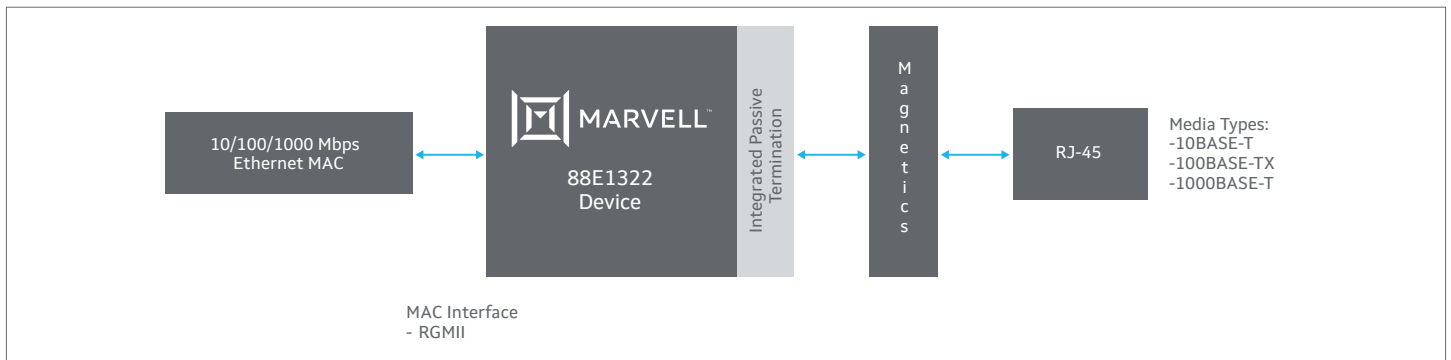 10/100/1000 Mbps
Ethernet MAC
MARVELL™
88E1322
Device
Integrated Passive
Termination
Magnetics
RJ-45
Media Types:
-10BASE-T
-100BASE-TX
-1000BASE-T
MAC Interface
- RGMII